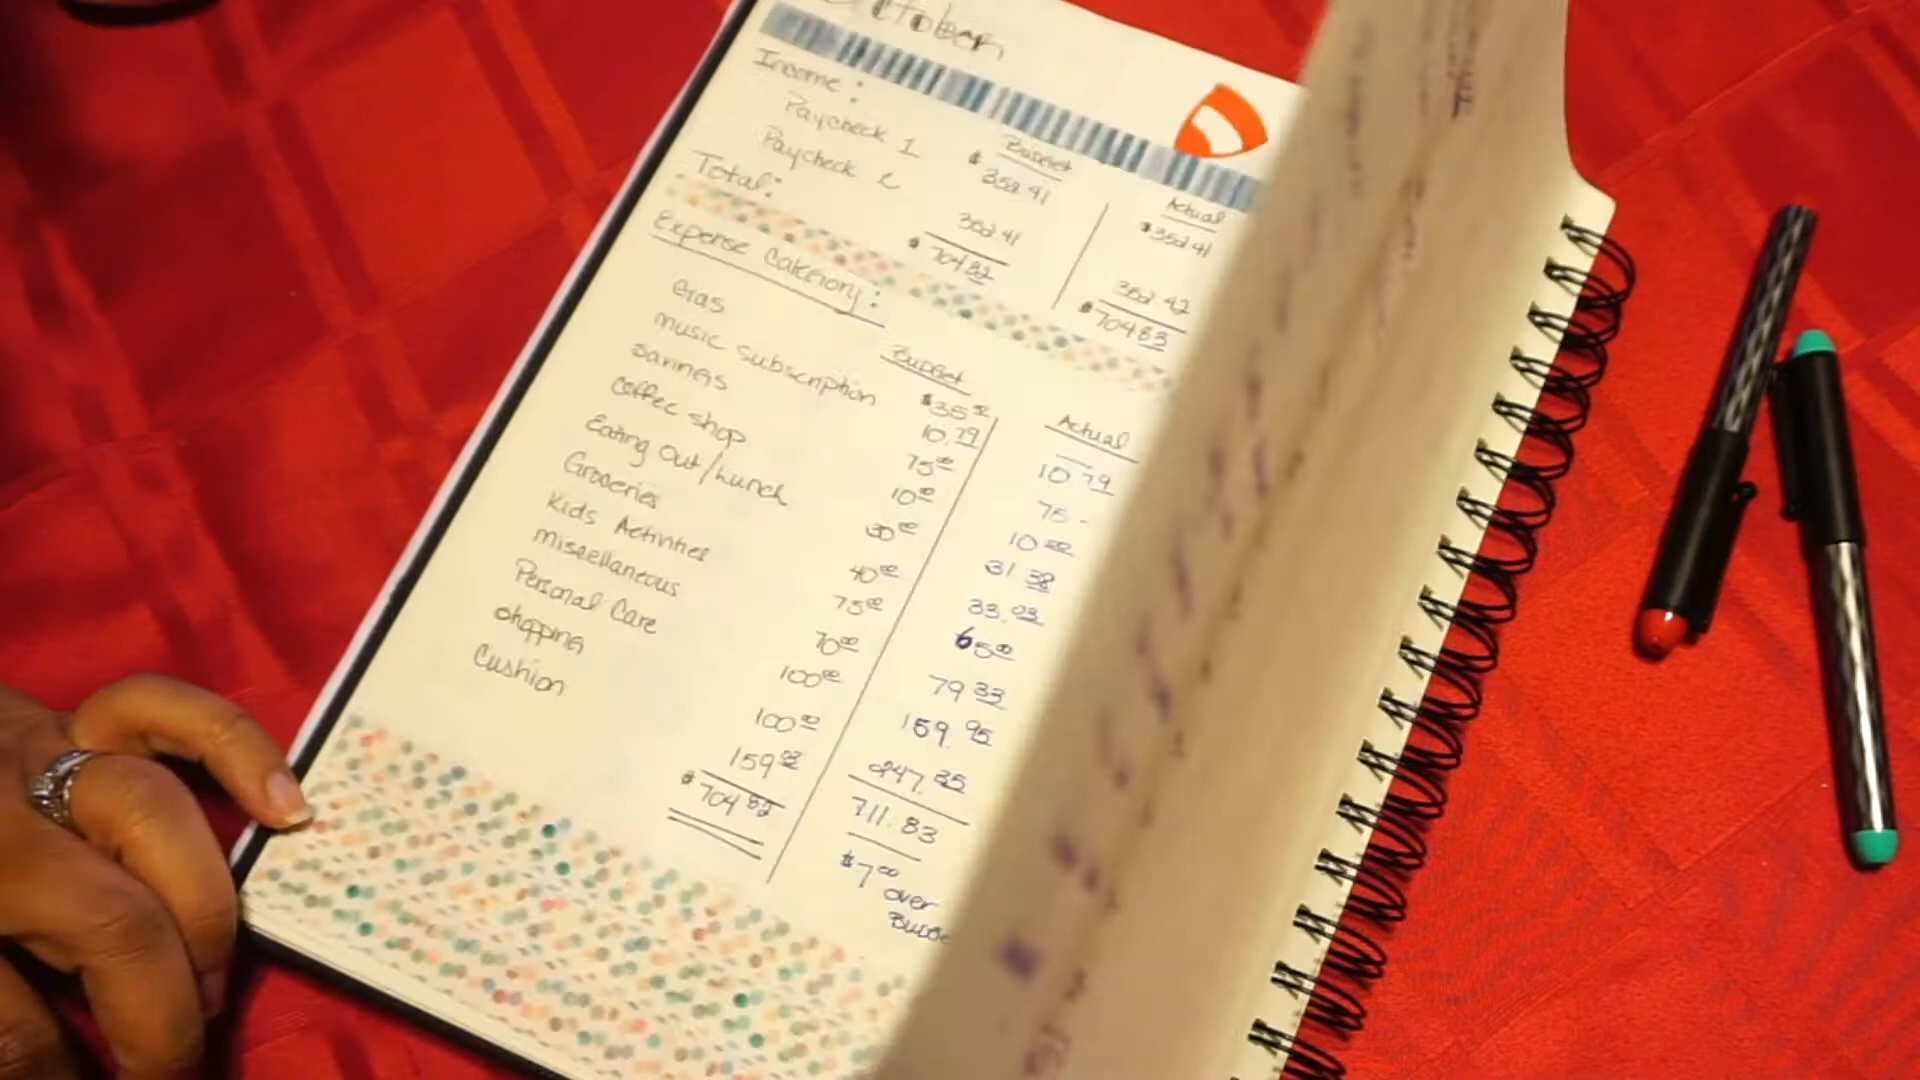 October
Income:
Budget Actual
Paycheck 1 $352.41 $352.41
Paycheck 2 352.41 352.42
Total: $704.82 $704.83
Expense Category:
Budget Actual
Gas $35.00 —
Music Subscription 10.79 10.79
Savings 75.00 75-
Coffee Shop 10.00 10.00
Eating Out/Lunch 30.00 31.38
Groceries 40.00 33.03
Kids Activities 75.00 65.00
Miscellaneous 70.00 79.33
Personal Care 100.00 159.95
Shopping 100.00 247.35
Cushion 159.03
$704.82 711.83
$7.00
over